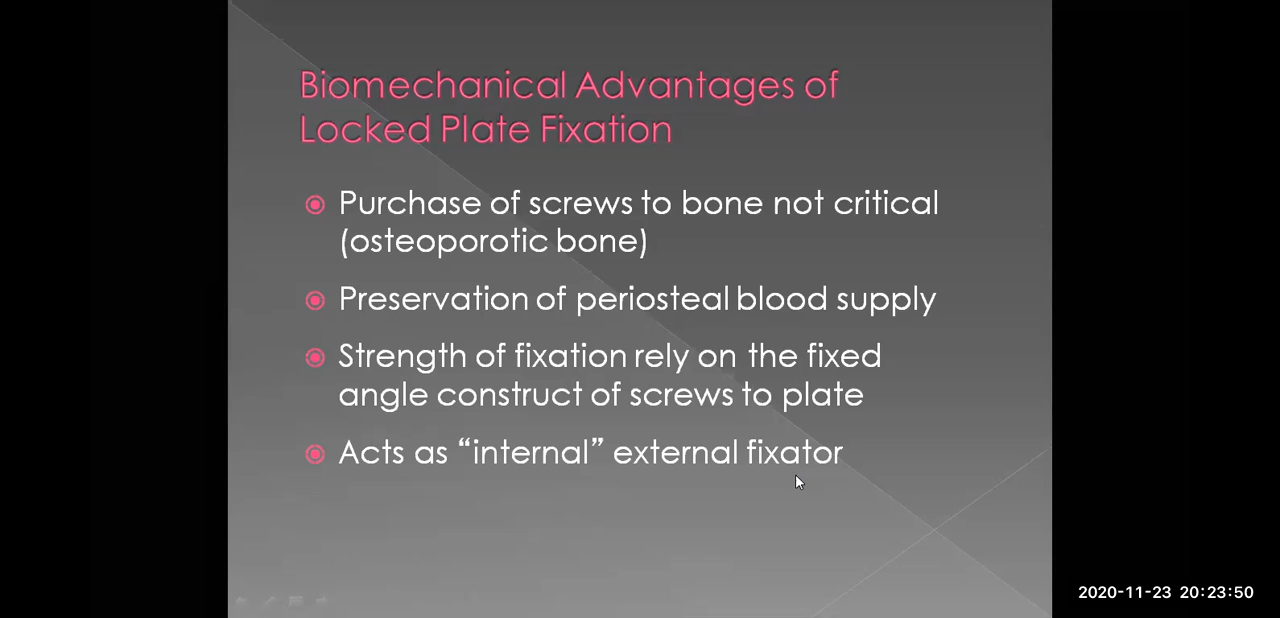 Biomechanical Advantages of
Locked Plate Fixation
Purchase of screws to bone not critical
(osteoporotic bone)
Preservation of periosteal blood supply
Strength of fixation rely on the fixed
angle construct of screws to plate
Acts as “internal” external fixator
2020-11-23 20:23:50